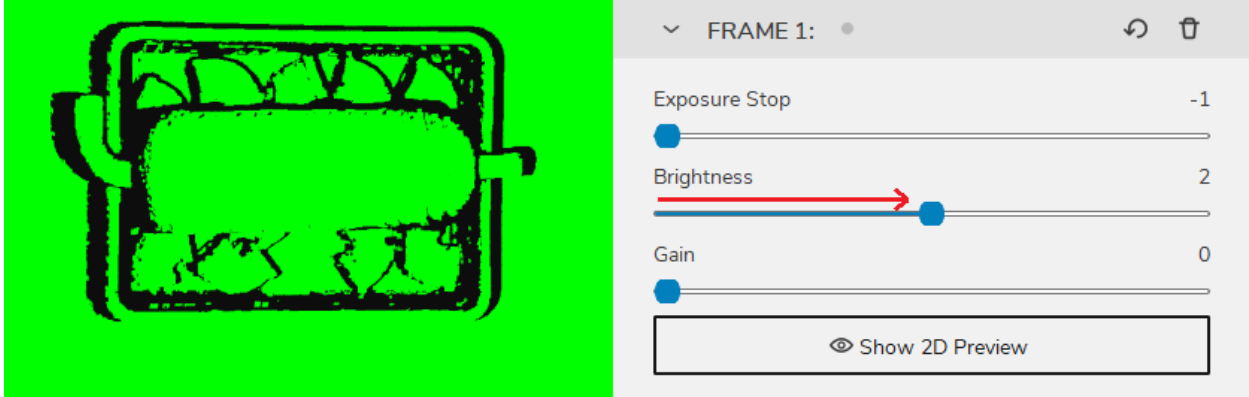 FRAME 1:
Exposure Stop -1
Brightness 2
Gain 0
Show 2D Preview